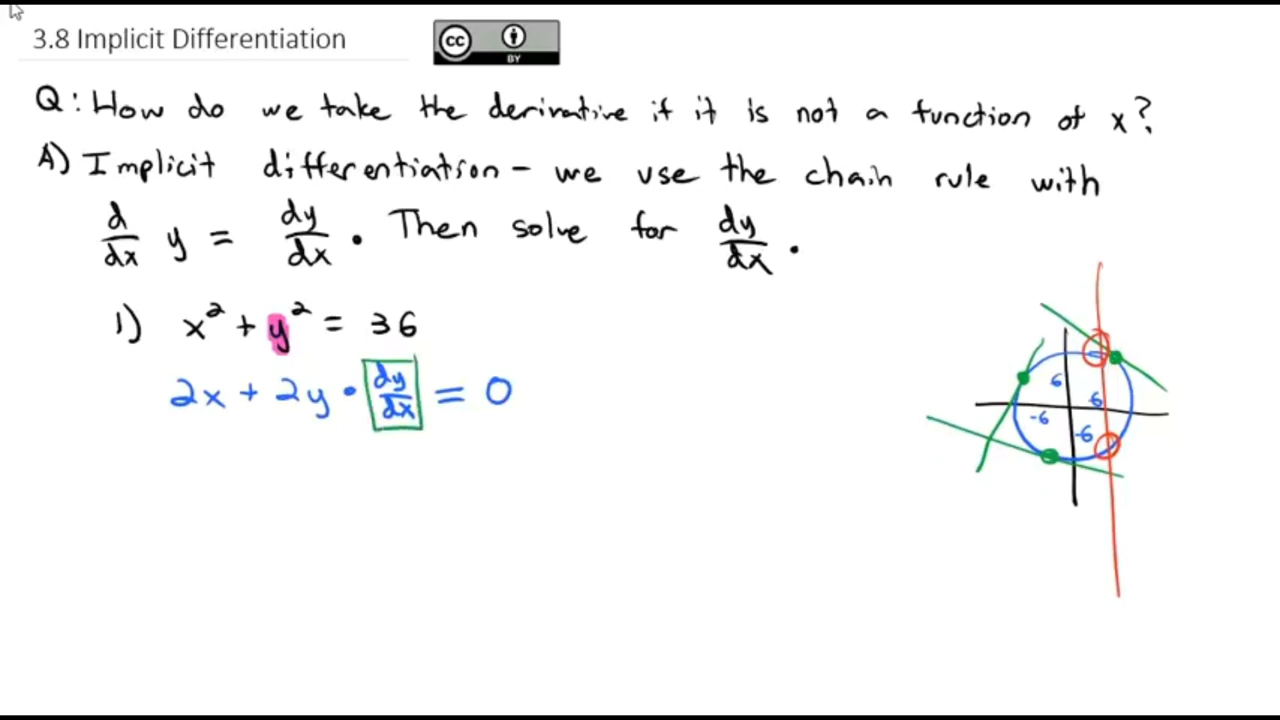 3.8 Implicit Differentiation
cc BY
Q: How do we take the derivative if it is not a function of x?
A) Implicit differentiation - we use the chain rule with
d/dx y = dy/dx . Then solve for dy/dx .
1) x² + y² = 36
2x + 2y · dy/dx = 0
6
6
-6
-6